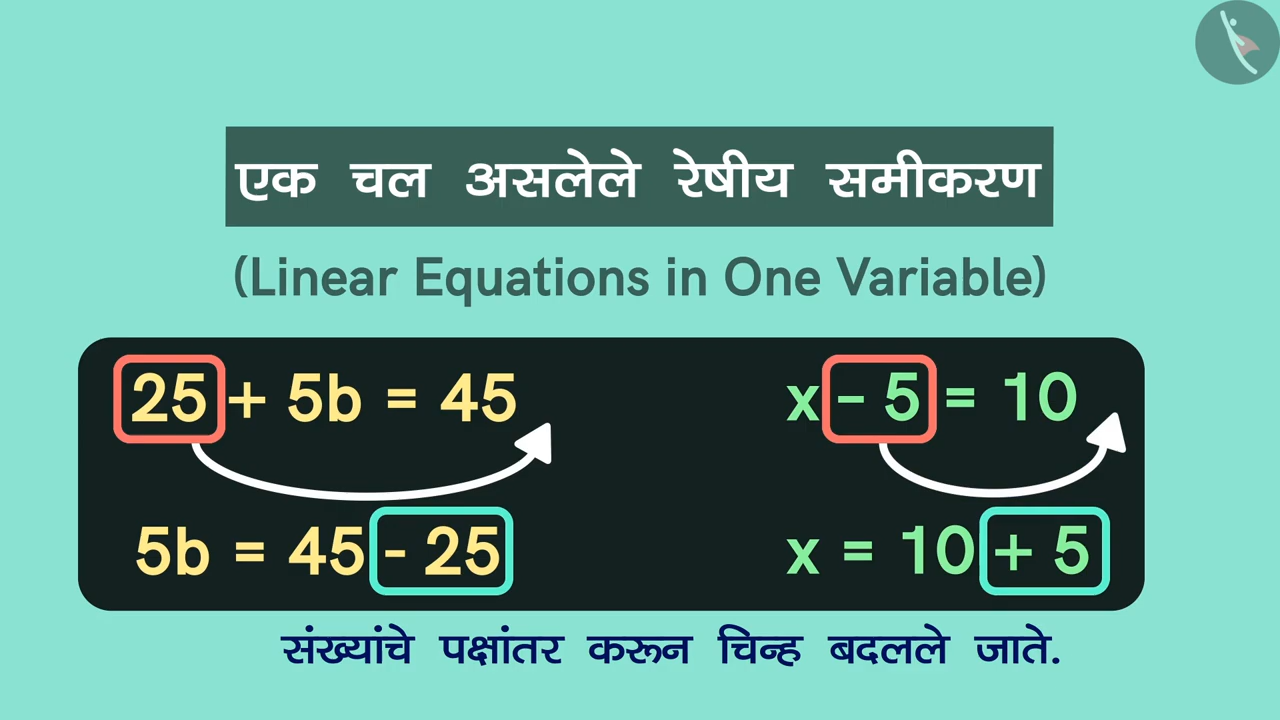 एक चल असलेले रेषीय समीकरण
(Linear Equations in One Variable)
25 + 5b = 45
x - 5 = 10
5b = 45 - 25
x = 10 + 5
संख्यांचे पक्षांतर करून चिन्ह बदलले जाते.